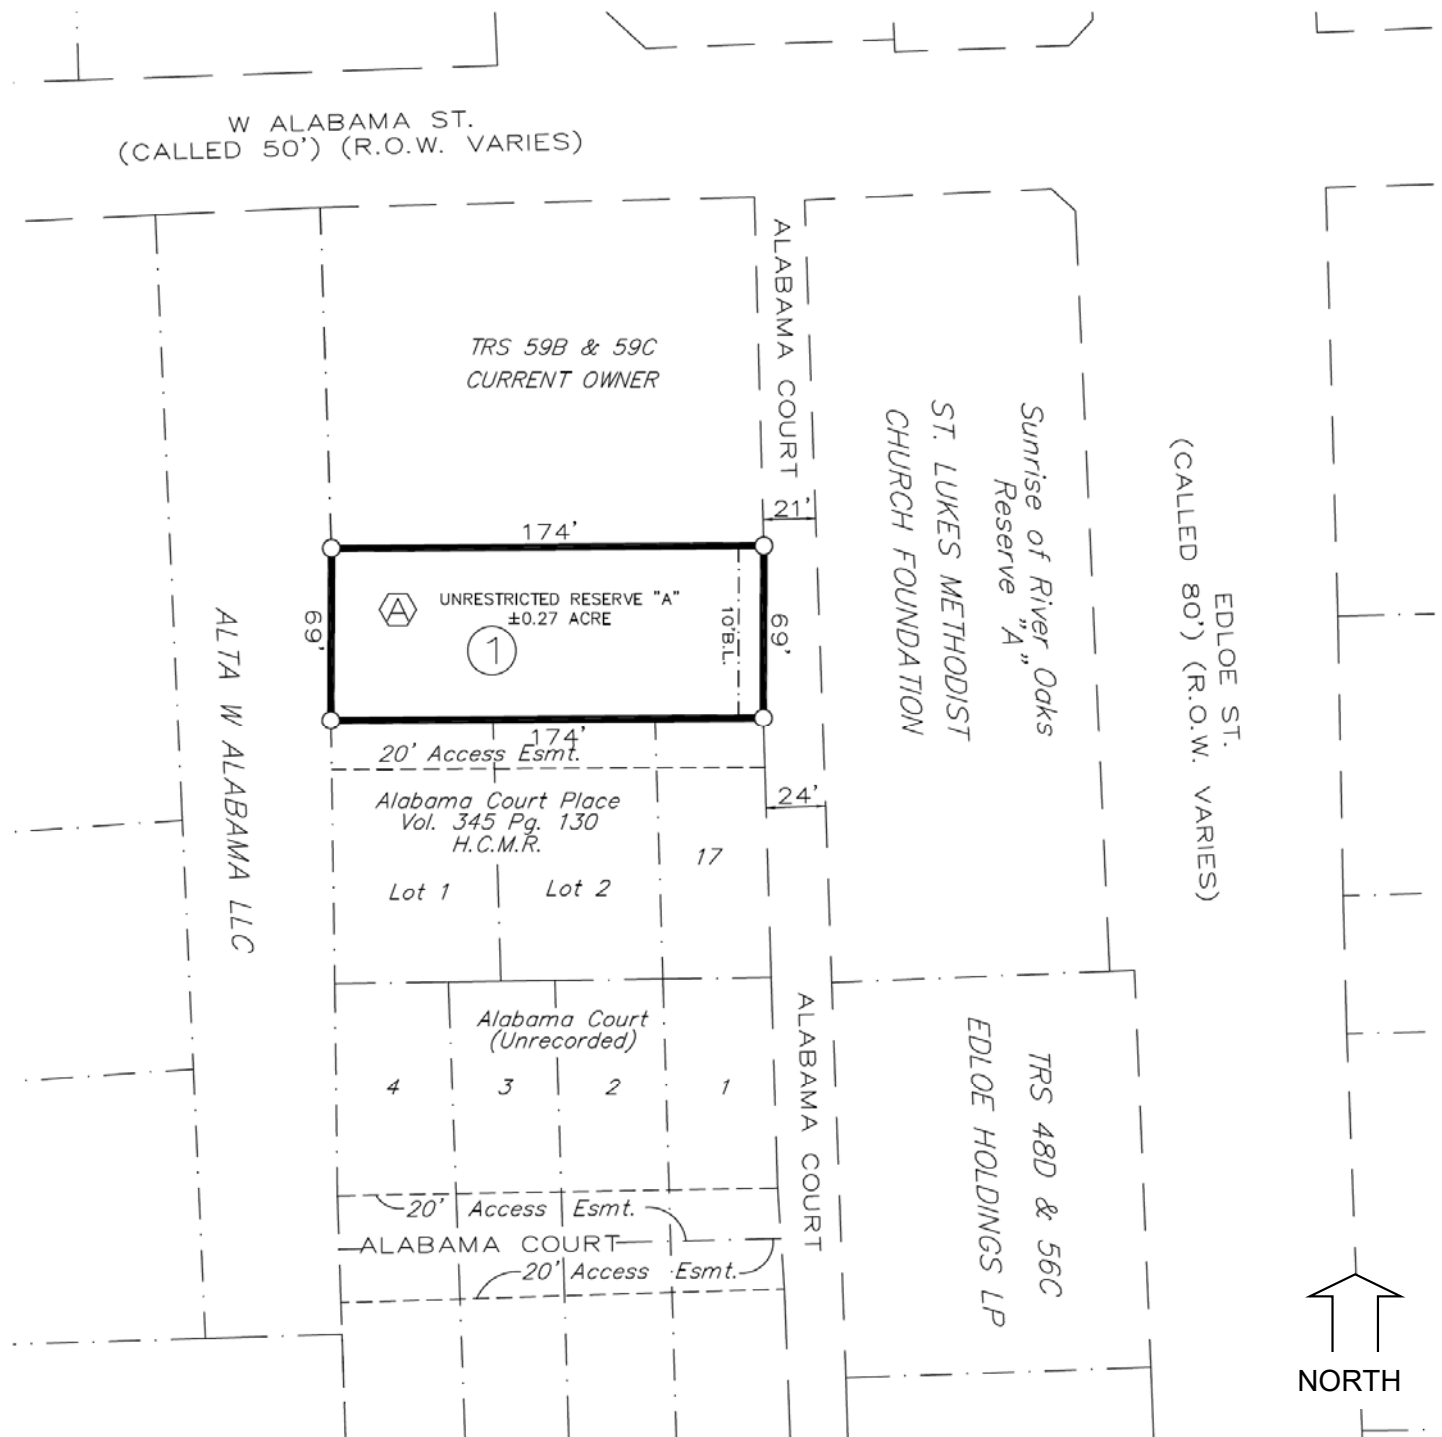 W ALABAMA ST.
(CALLED 50') (R.O.W. VARIES)
ALABAMA COURT
TRS 59B & 59C
CURRENT OWNER
Sunrise of River Oaks
Reserve "A"
ST. LUKES METHODIST
CHURCH FOUNDATION
EDLOE ST.
(CALLED 80') (R.O.W. VARIES)
21'
174'
69'
A
UNRESTRICTED RESERVE "A"
±0.27 ACRE
1
10'B.L.
69'
174'
20' Access Esmt.
24'
ALTA W ALABAMA LLC
Alabama Court Place
Vol. 345 Pg. 130
H.C.M.R.
17
Lot 1
Lot 2
Alabama Court
(Unrecorded)
4
3
2
1
ALABAMA COURT
TRS 48D & 56C
EDLOE HOLDINGS LP
20' Access Esmt.
ALABAMA COURT
20' Access Esmt.
NORTH